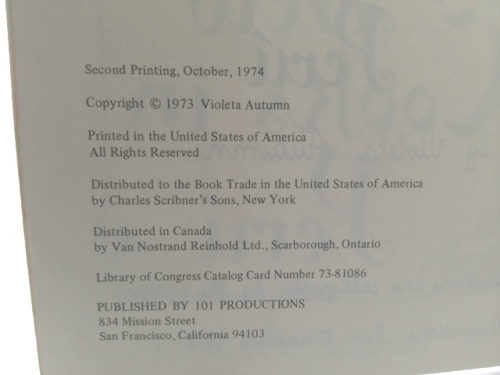 Second Printing, October, 1974
Copyright © 1973 Violeta Autumn
Printed in the United States of America
All Rights Reserved
Distributed to the Book Trade in the United States of America
by Charles Scribner's Sons, New York
Distributed in Canada
by Van Nostrand Reinhold Ltd., Scarborough, Ontario
Library of Congress Catalog Card Number 73-81086
PUBLISHED BY 101 PRODUCTIONS
834 Mission Street
San Francisco, California 94103